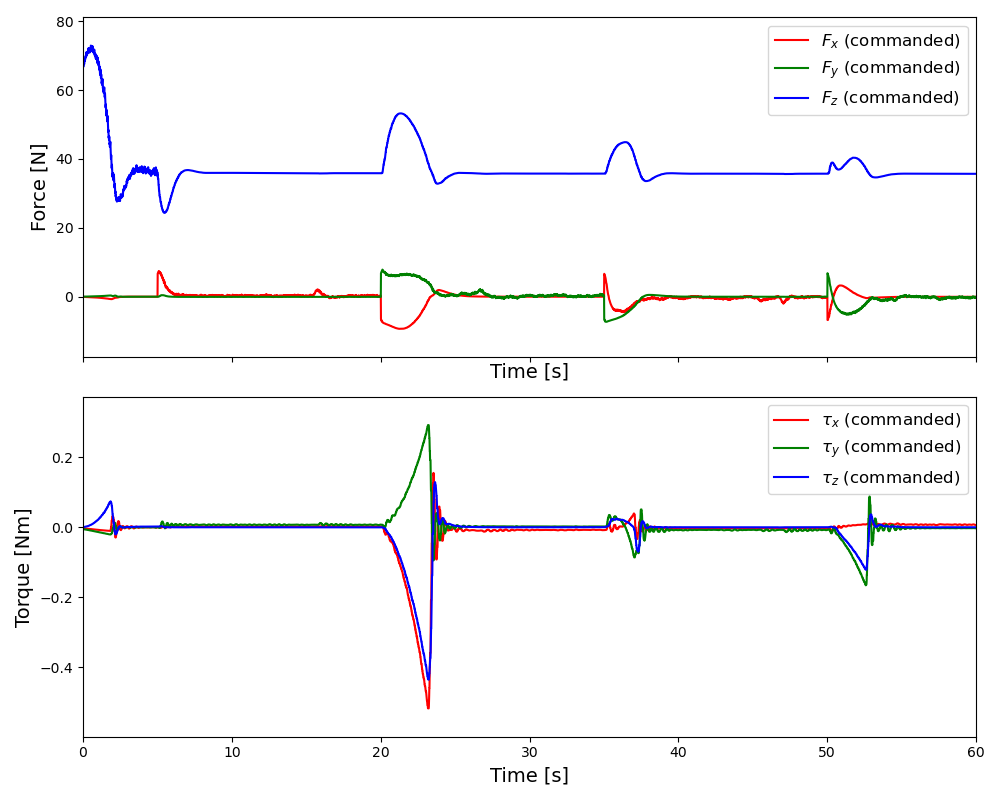 80
60
40
20
0
Force [N]
F_x (commanded)
F_y (commanded)
F_z (commanded)
Time [s]
0.2
0.0
−0.2
−0.4
Torque [Nm]
τ_x (commanded)
τ_y (commanded)
τ_z (commanded)
0 10 20 30 40 50 60
Time [s]